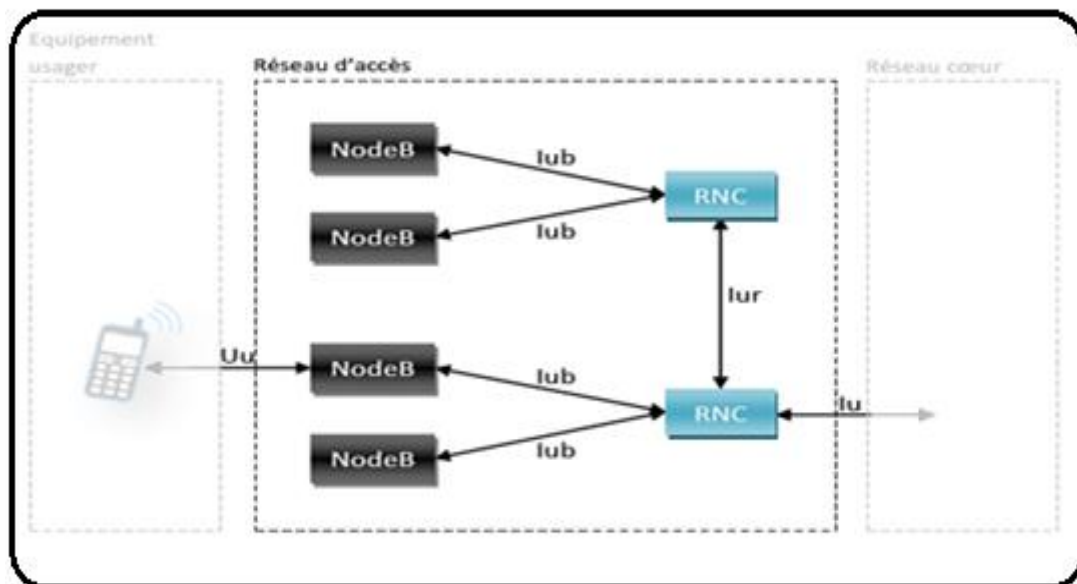 Equipement
usager
Réseau d'accès
Réseau cœur
NodeB
Iub
RNC
NodeB
Iub
Iur
Uu
NodeB
Iub
RNC
Iu
NodeB
Iub